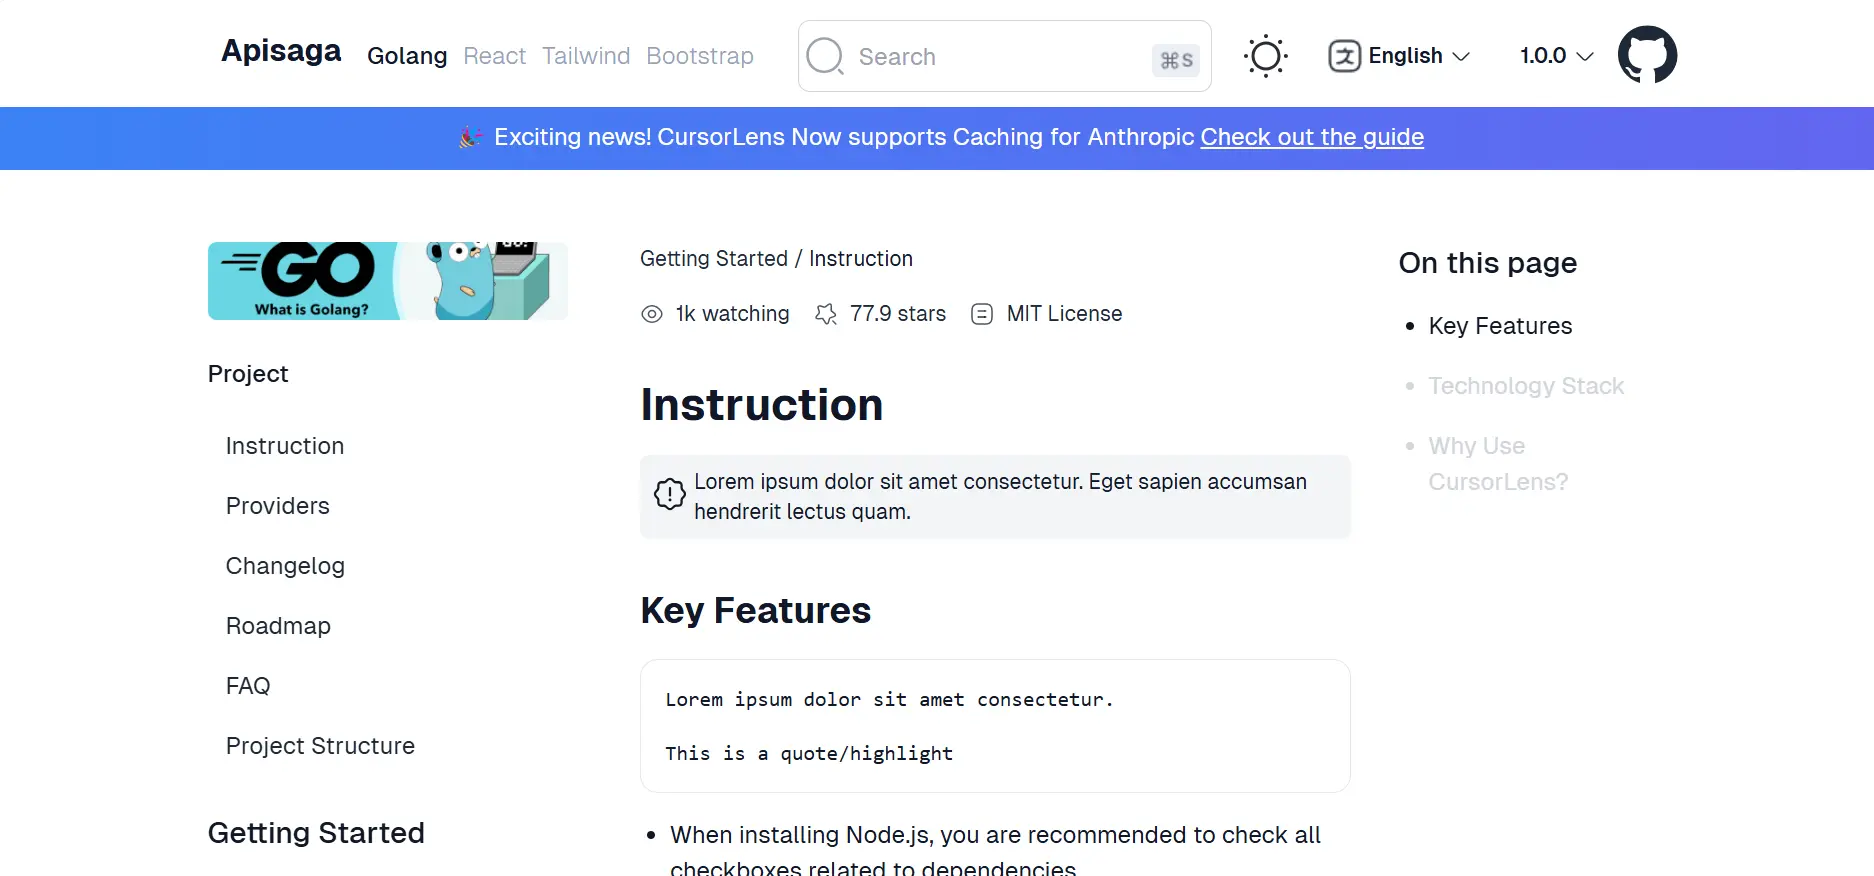 Apisaga Golang React Tailwind Bootstrap Search ⌘S English 1.0.0
🎉 Exciting news! CursorLens Now supports Caching for Anthropic Check out the guide
GO
What is Golang?
GO!
Project
Instruction
Providers
Changelog
Roadmap
FAQ
Project Structure
Getting Started
Getting Started / Instruction
1k watching 77.9 stars MIT License
Instruction
Lorem ipsum dolor sit amet consectetur. Eget sapien accumsan
hendrerit lectus quam.
Key Features
Lorem ipsum dolor sit amet consectetur.
This is a quote/highlight
• When installing Node.js, you are recommended to check all
checkboxes related to dependencies
On this page
• Key Features
• Technology Stack
• Why Use
CursorLens?